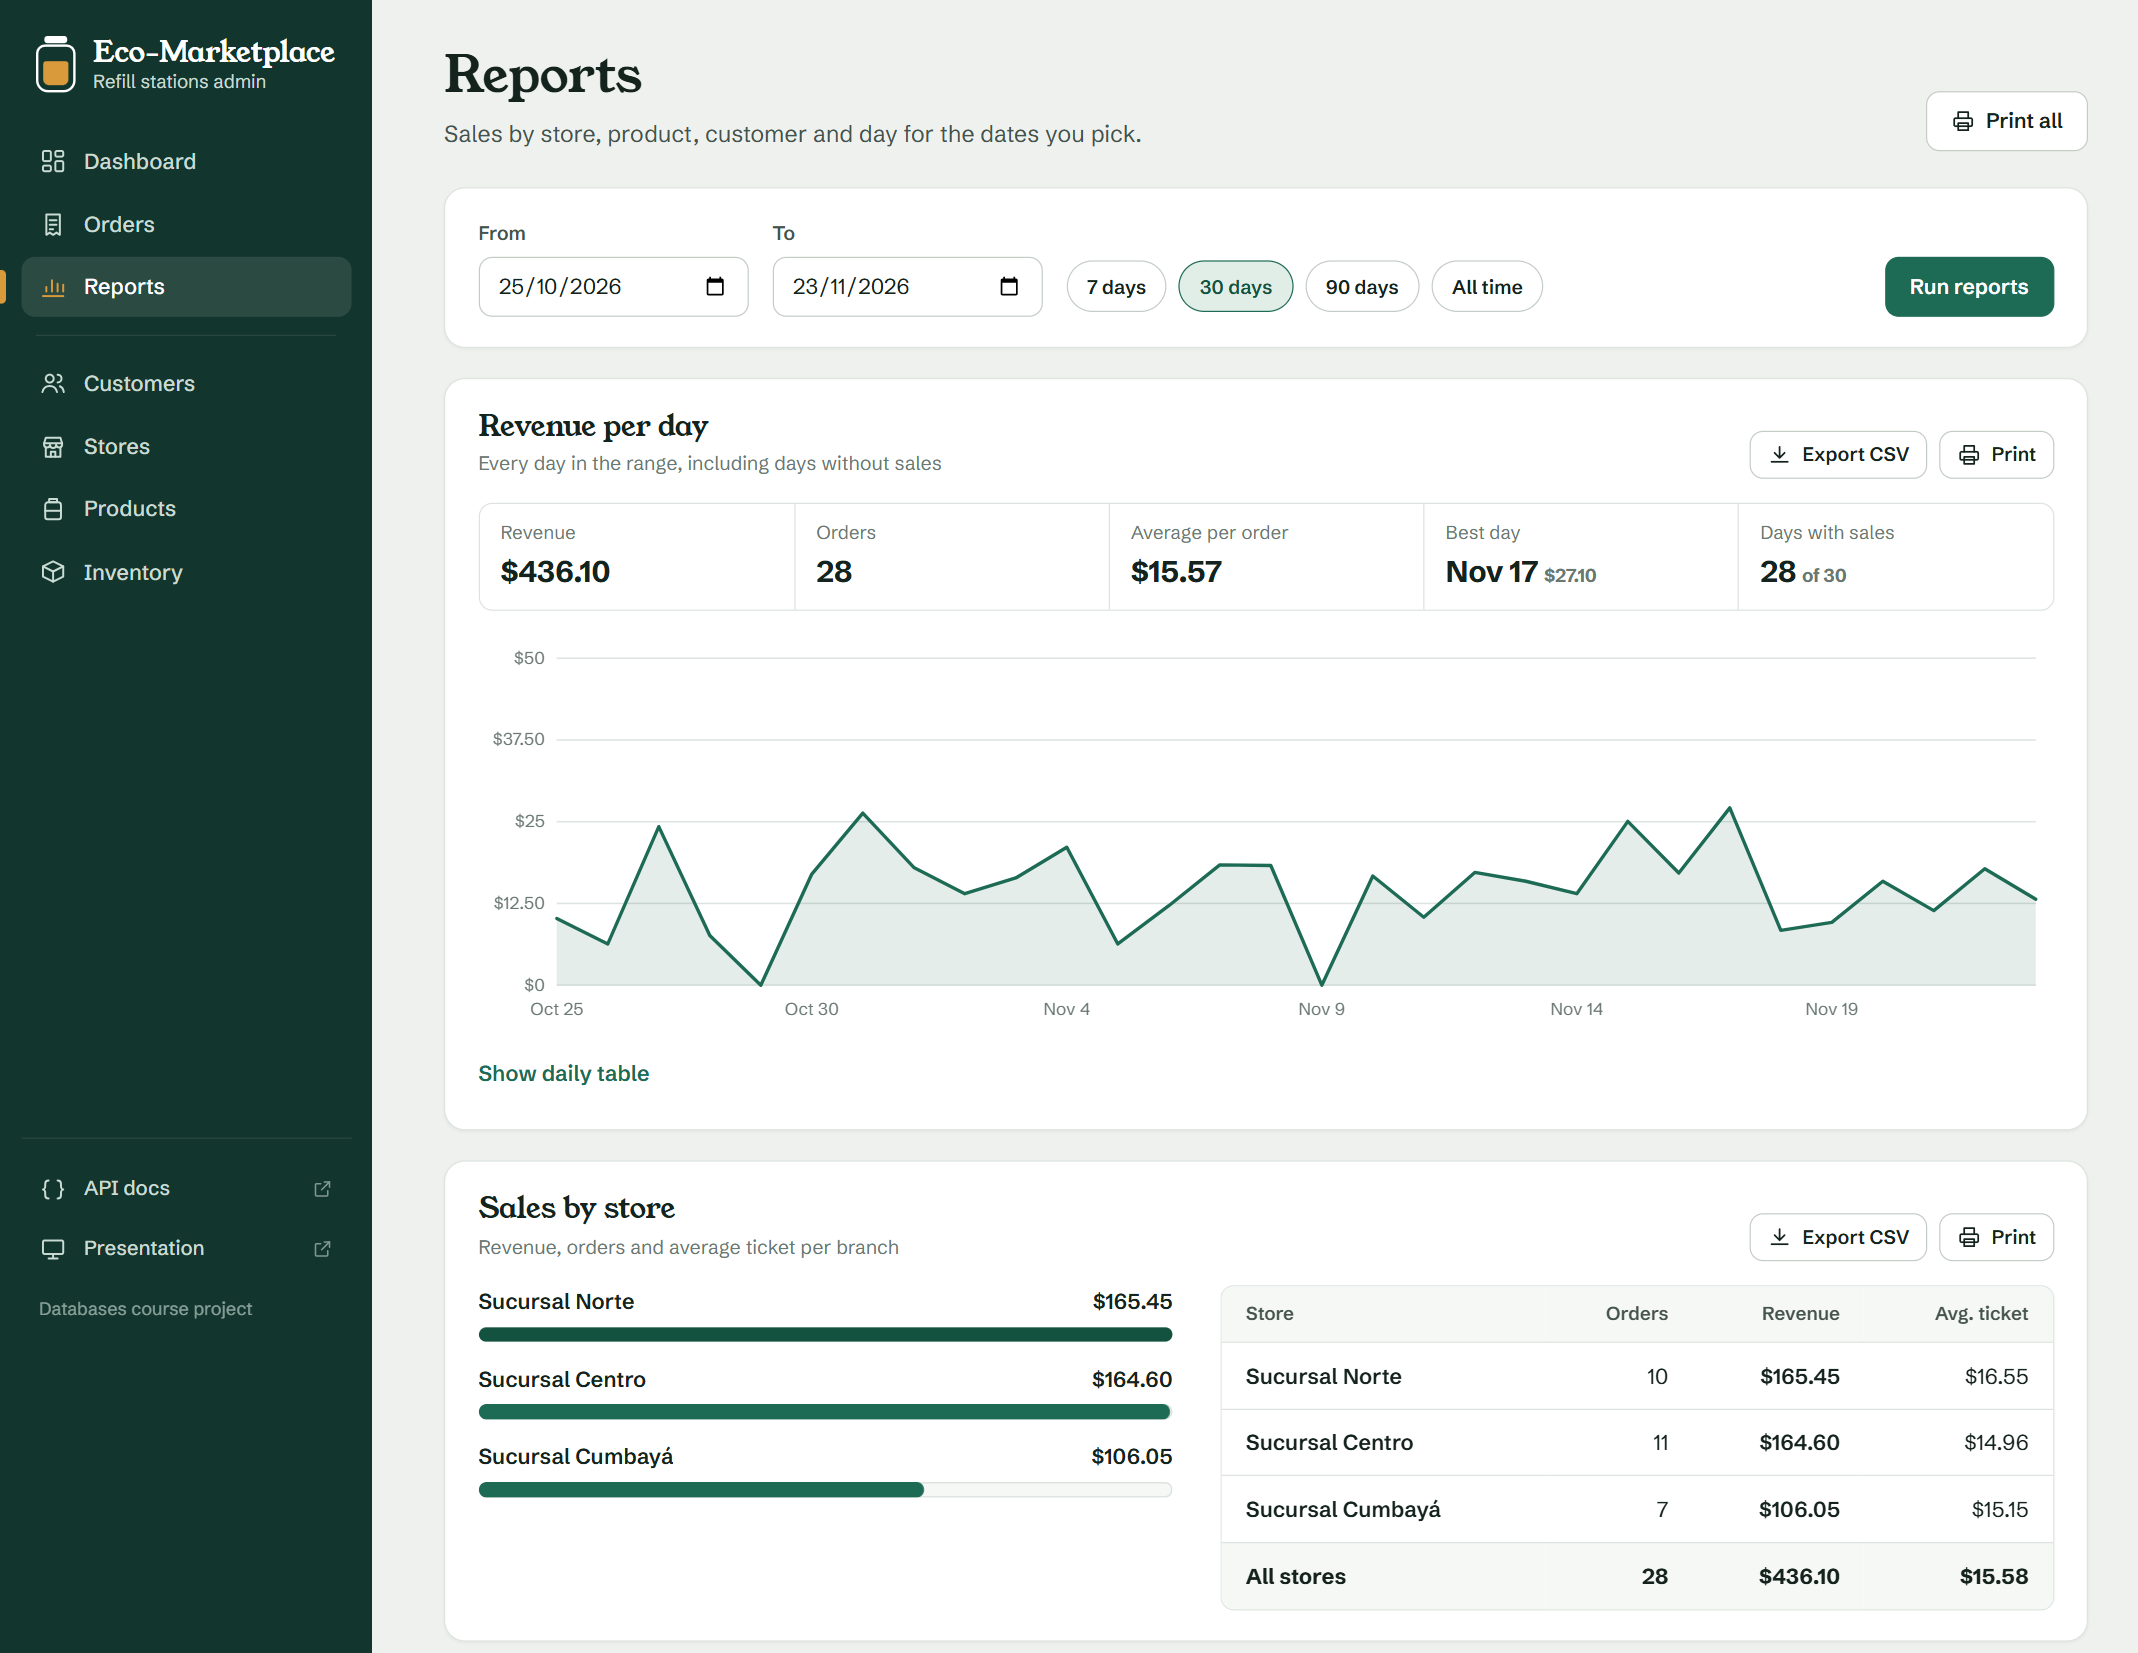 Eco-Marketplace
Refill stations admin
Dashboard
Orders
Reports
Customers
Stores
Products
Inventory
API docs
Presentation
Databases course project
Reports
Sales by store, product, customer and day for the dates you pick.
Print all
From
To
25/10/2026
23/11/2026
7 days
30 days
90 days
All time
Run reports
Revenue per day
Every day in the range, including days without sales
Export CSV
Print
Revenue
$436.10
Orders
28
Average per order
$15.57
Best day
Nov 17 $27.10
Days with sales
28 of 30
$50
$37.50
$25
$12.50
$0
Oct 25
Oct 30
Nov 4
Nov 9
Nov 14
Nov 19
Show daily table
Sales by store
Revenue, orders and average ticket per branch
Export CSV
Print
Sucursal Norte $165.45
Sucursal Centro $164.60
Sucursal Cumbayá $106.05
Store Orders Revenue Avg. ticket
Sucursal Norte 10 $165.45 $16.55
Sucursal Centro 11 $164.60 $14.96
Sucursal Cumbayá 7 $106.05 $15.15
All stores 28 $436.10 $15.58